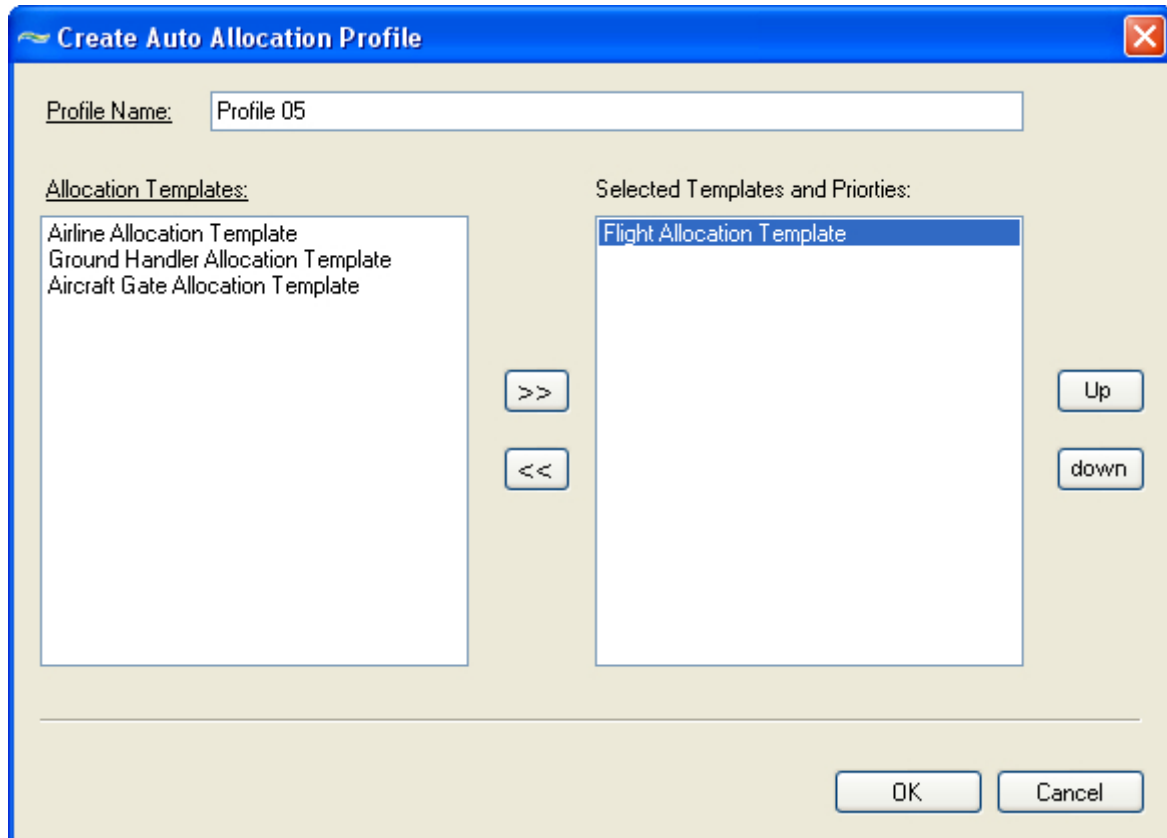 Create Auto Allocation Profile
Profile Name: Profile 05
Allocation Templates:
Selected Templates and Priorties:
Airline Allocation Template
Ground Handler Allocation Template
Aircraft Gate Allocation Template
Flight Allocation Template
>>
<<
Up
down
OK
Cancel